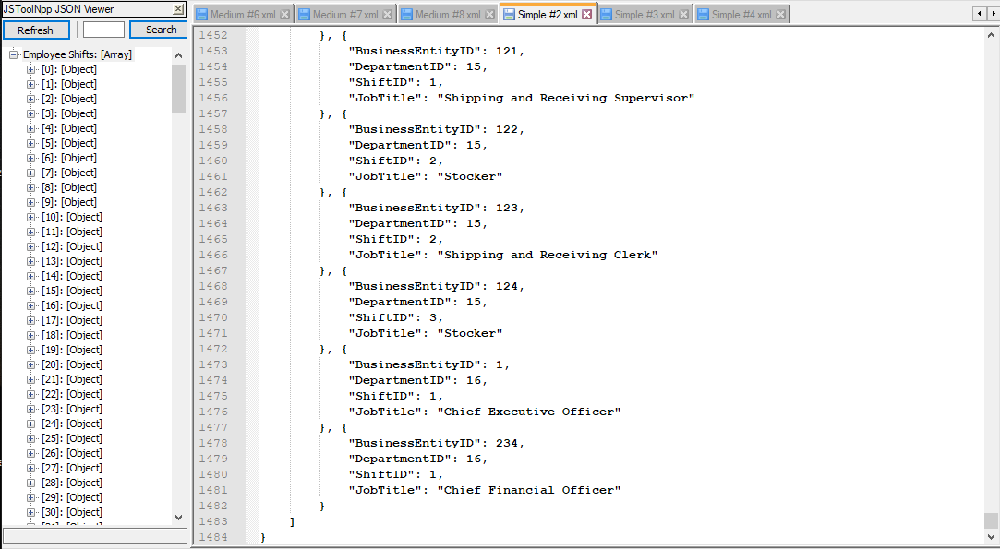 JSToolNpp JSON Viewer
Refresh
Search
Employee Shifts: [Array]
[0]: [Object]
[1]: [Object]
[2]: [Object]
[3]: [Object]
[4]: [Object]
[5]: [Object]
[6]: [Object]
[7]: [Object]
[8]: [Object]
[9]: [Object]
[10]: [Object]
[11]: [Object]
[12]: [Object]
[13]: [Object]
[14]: [Object]
[15]: [Object]
[16]: [Object]
[17]: [Object]
[18]: [Object]
[19]: [Object]
[20]: [Object]
[21]: [Object]
[22]: [Object]
[23]: [Object]
[24]: [Object]
[25]: [Object]
[26]: [Object]
[27]: [Object]
[28]: [Object]
[29]: [Object]
[30]: [Object]
Medium #6.xml Medium #7.xml Medium #8.xml Simple #2.xml Simple #3.xml Simple #4.xml
1452 }, {
1453 "BusinessEntityID": 121,
1454 "DepartmentID": 15,
1455 "ShiftID": 1,
1456 "JobTitle": "Shipping and Receiving Supervisor"
1457 }, {
1458 "BusinessEntityID": 122,
1459 "DepartmentID": 15,
1460 "ShiftID": 2,
1461 "JobTitle": "Stocker"
1462 }, {
1463 "BusinessEntityID": 123,
1464 "DepartmentID": 15,
1465 "ShiftID": 2,
1466 "JobTitle": "Shipping and Receiving Clerk"
1467 }, {
1468 "BusinessEntityID": 124,
1469 "DepartmentID": 15,
1470 "ShiftID": 3,
1471 "JobTitle": "Stocker"
1472 }, {
1473 "BusinessEntityID": 1,
1474 "DepartmentID": 16,
1475 "ShiftID": 1,
1476 "JobTitle": "Chief Executive Officer"
1477 }, {
1478 "BusinessEntityID": 234,
1479 "DepartmentID": 16,
1480 "ShiftID": 1,
1481 "JobTitle": "Chief Financial Officer"
1482 }
1483 ]
1484 }